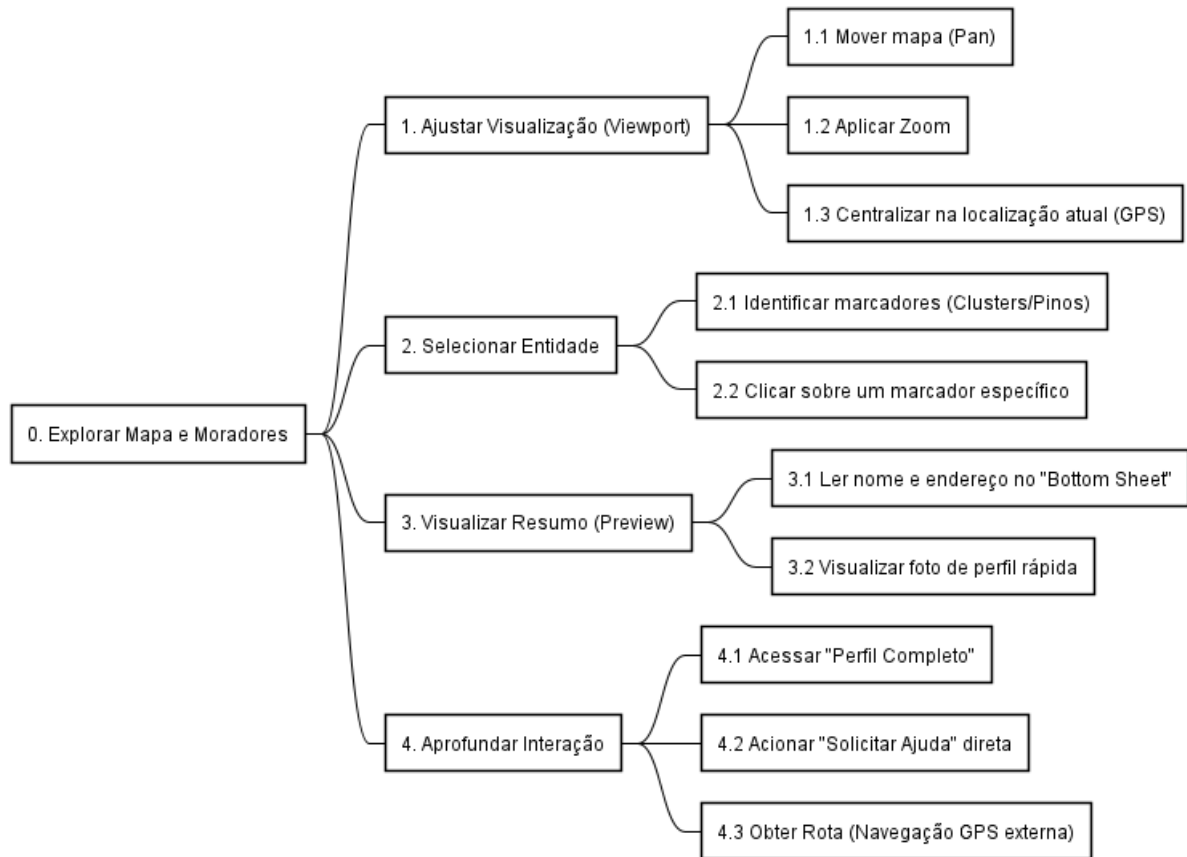 0. Explorar Mapa e Moradores
1. Ajustar Visualização (Viewport)
1.1 Mover mapa (Pan)
1.2 Aplicar Zoom
1.3 Centralizar na localização atual (GPS)
2. Selecionar Entidade
2.1 Identificar marcadores (Clusters/Pinos)
2.2 Clicar sobre um marcador específico
3. Visualizar Resumo (Preview)
3.1 Ler nome e endereço no "Bottom Sheet"
3.2 Visualizar foto de perfil rápida
4. Aprofundar Interação
4.1 Acessar "Perfil Completo"
4.2 Acionar "Solicitar Ajuda" direta
4.3 Obter Rota (Navegação GPS externa)